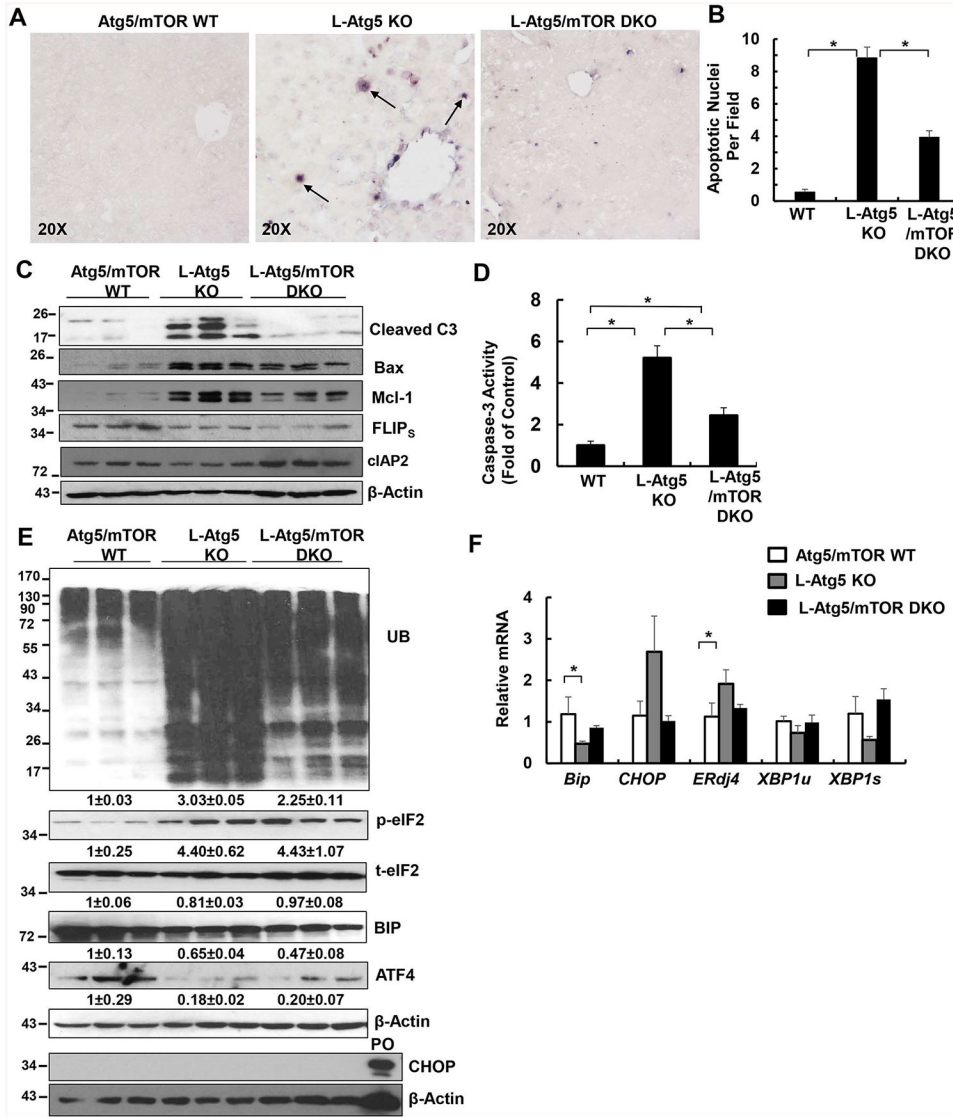 A
Atg5/mTOR WT
L-Atg5 KO
L-Atg5/mTOR DKO
20X
20X
20X
B
Apoptotic Nuclei
Per Field
10
8
6
4
2
0
*
*
WT
L-Atg5
KO
L-Atg5
/mTOR
DKO
C
Atg5/mTOR
WT
L-Atg5
KO
L-Atg5/mTOR
DKO
26
17
Cleaved C3
26
Bax
43
34
Mcl-1
34
FLIPS
72
cIAP2
43
β-Actin
D
Caspase-3 Activity
(Fold of Control)
8
6
4
2
0
*
*
*
WT
L-Atg5
KO
L-Atg5
/mTOR
DKO
E
Atg5/mTOR
WT
L-Atg5
KO
L-Atg5/mTOR
DKO
170
130
90
72
55
43
34
26
17
UB
1±0.03 3.03±0.05 2.25±0.11
34
p-eIF2
1±0.25 4.40±0.62 4.43±1.07
34
t-eIF2
1±0.06 0.81±0.03 0.97±0.08
72
BIP
1±0.13 0.65±0.04 0.47±0.08
43
ATF4
1±0.29 0.18±0.02 0.20±0.07
43
β-Actin
PO
34
CHOP
43
β-Actin
F
Atg5/mTOR WT
L-Atg5 KO
L-Atg5/mTOR DKO
Relative mRNA
4
3
2
1
0
*
*
Bip CHOP ERdj4 XBP1u XBP1s